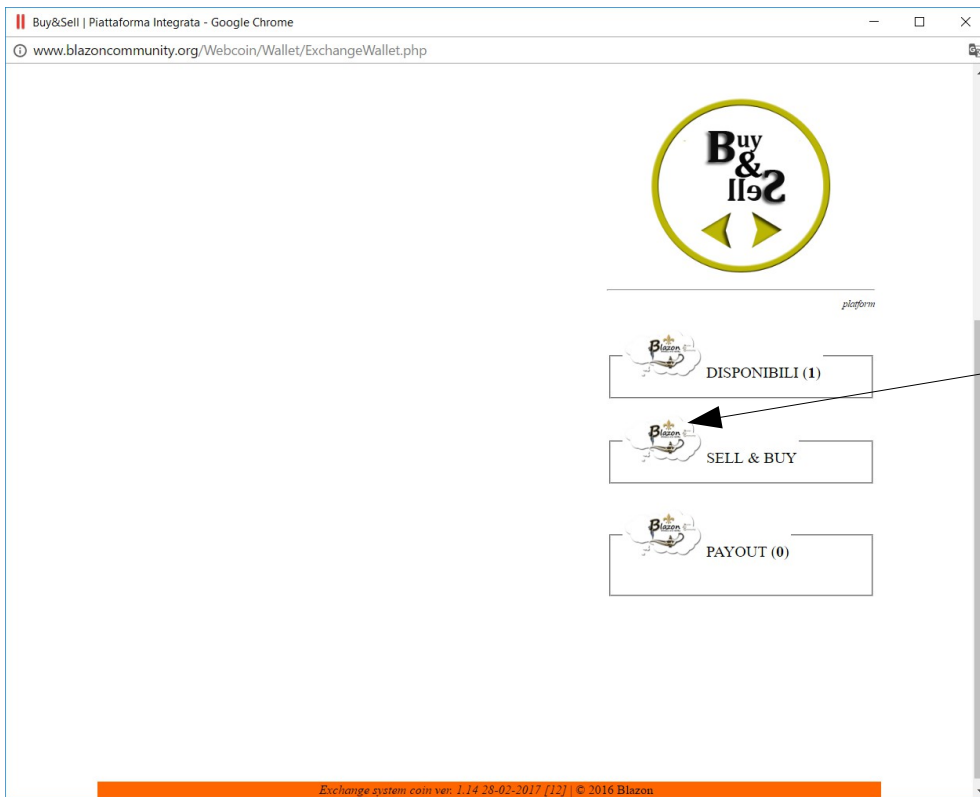 Buy&Sell | Piattaforma Integrata - Google Chrome
www.blazoncommunity.org/Webcoin/Wallet/ExchangeWallet.php
Buy
&
Sell
platform
Blazon
DISPONIBILI (1)
Blazon
SELL & BUY
Blazon
PAYOUT (0)
Exchange system coin ver. 1.14 28-02-2017 [12] | © 2016 Blazon